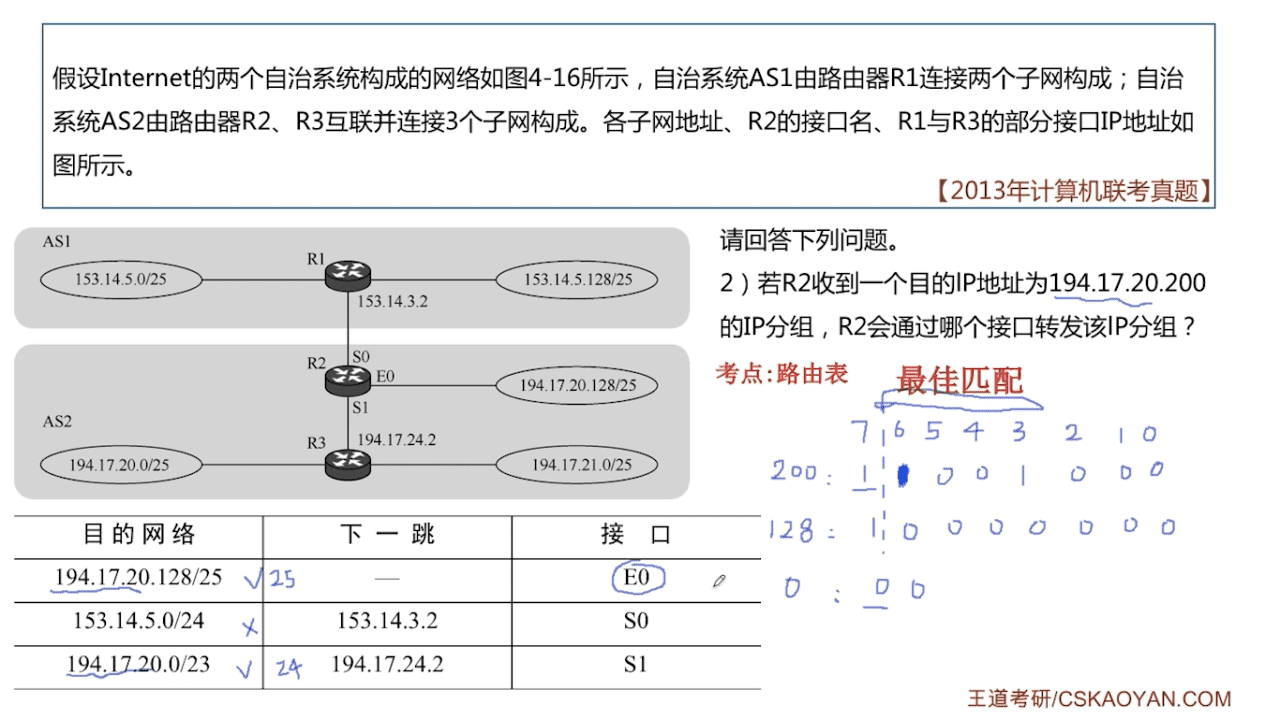 假设Internet的两个自治系统构成的网络如图4-16所示，自治系统AS1由路由器R1连接两个子网构成；自治
系统AS2由路由器R2、R3互联并连接3个子网构成。各子网地址、R2的接口名、R1与R3的部分接口IP地址如
图所示。
【2013年计算机联考真题】
AS1
R1
153.14.5.0/25
153.14.5.128/25
153.14.3.2
R2
S0
E0
194.17.20.128/25
S1
AS2
R3
194.17.24.2
194.17.20.0/25
194.17.21.0/25
请回答下列问题。
2）若R2收到一个目的IP地址为194.17.20.200
的IP分组，R2会通过哪个接口转发该IP分组？
考点:路由表 最佳匹配
7 6 5 4 3 2 1 0
200: 1 1 0 0 1 0 0 0
128: 1 0 0 0 0 0 0 0
0 : 0 0
目的网络 下一跳 接口
194.17.20.128/25 √ 25 — E0
153.14.5.0/24 × 153.14.3.2 S0
194.17.20.0/23 √ 24 194.17.24.2 S1
王道考研/CSKAOYAN.COM